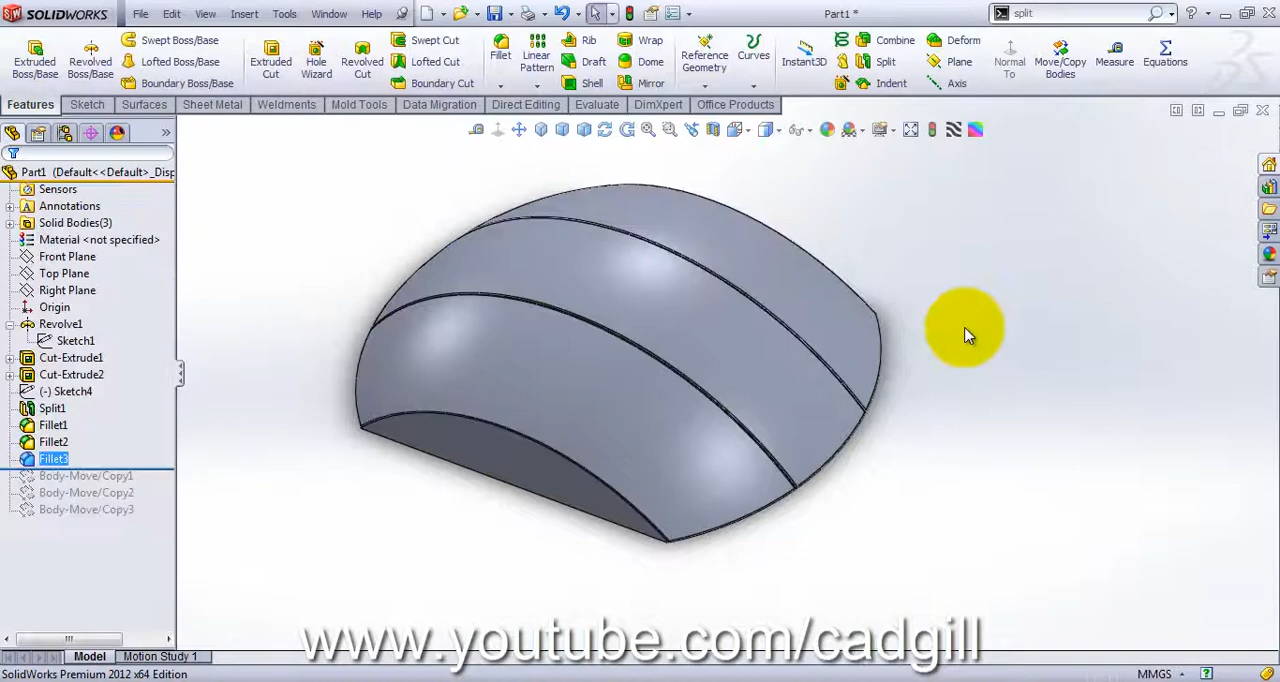 SOLIDWORKS File Edit View Insert Tools Window Help Part1 * split
Extruded Boss/Base Revolved Boss/Base Swept Boss/Base Lofted Boss/Base Boundary Boss/Base Extruded Cut Hole Wizard Revolved Cut Swept Cut Lofted Cut Boundary Cut Fillet Linear Pattern Rib Draft Shell Wrap Dome Mirror Reference Geometry Curves Instant3D Combine Split Indent Deform Plane Axis Normal To Move/Copy Bodies Measure Equations
Features Sketch Surfaces Sheet Metal Weldments Mold Tools Data Migration Direct Editing Evaluate DimXpert Office Products
Part1 (Default<<Default>_Disp
Sensors
Annotations
Solid Bodies(3)
Material <not specified>
Front Plane
Top Plane
Right Plane
Origin
Revolve1
Sketch1
Cut-Extrude1
Cut-Extrude2
(-) Sketch4
Split1
Fillet1
Fillet2
Fillet3
Body-Move/Copy1
Body-Move/Copy2
Body-Move/Copy3
www.youtube.com/cadgill
Model Motion Study 1
SolidWorks Premium 2012 x64 Edition MMGS